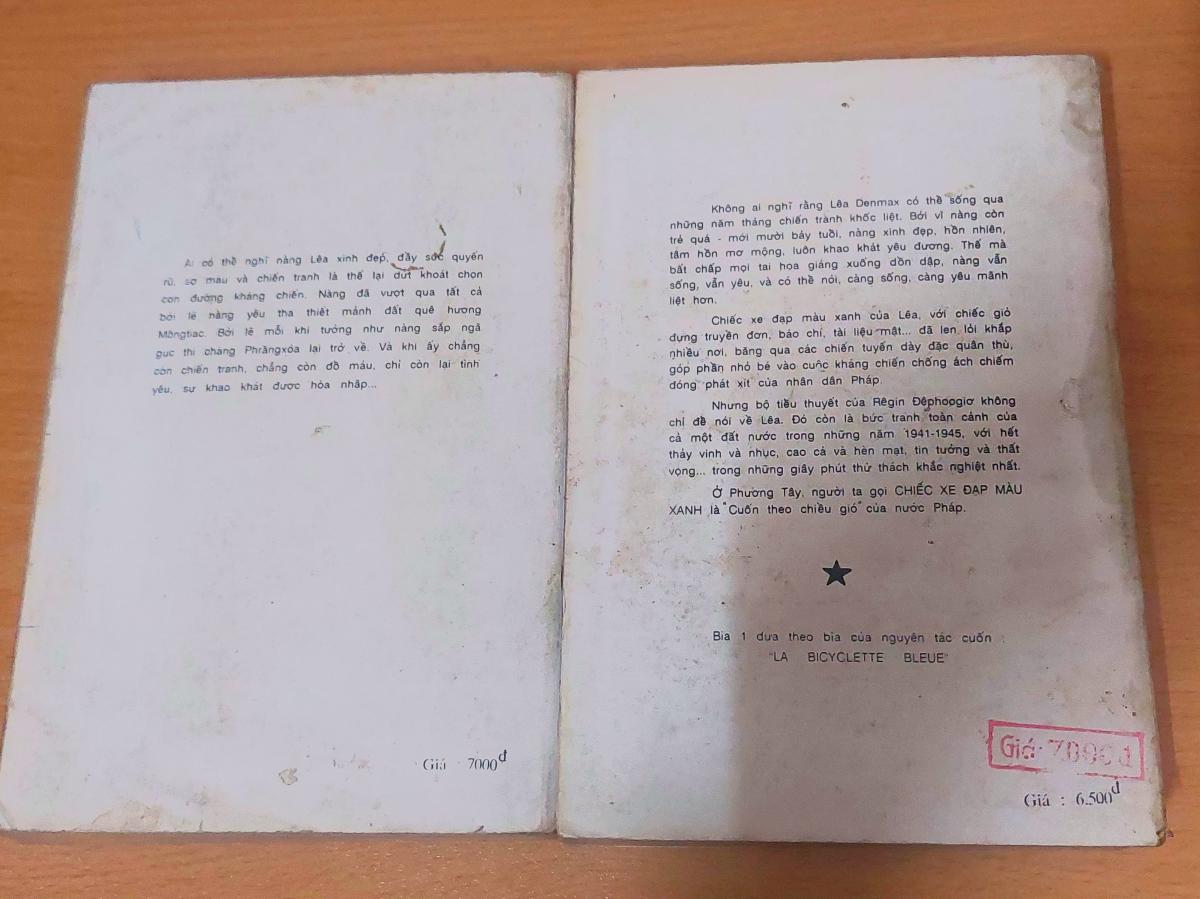 Ai có thể nghĩ nàng Lêa xinh đẹp, đầy sức quyến
rũ, sợ máu và chiến tranh là thế lại dứt khoát chọn
con đường kháng chiến. Nàng đã vượt qua tất cả
bởi lẽ nàng yêu tha thiết mảnh đất quê hương
Môngtiac. Bởi lẽ mỗi khi tưởng như nàng sắp ngã
gục thì chàng Phrăngxóa lại trở về. Và khi ấy chẳng
còn chiến tranh, chẳng còn đổ máu, chỉ còn lại tình
yêu, sự khao khát được hòa nhập...
Giá : 7000đ
Không ai nghĩ rằng Lêa Denmax có thể sống qua
những năm tháng chiến trành khốc liệt. Bởi vì nàng còn
trẻ quá - mới mười bảy tuổi, nàng xinh đẹp, hồn nhiên,
tâm hồn mơ mộng, luôn khao khát yêu đương. Thế mà
bất chấp mọi tai họa giáng xuống dồn dập, nàng vẫn
sống, vẫn yêu, và có thể nói, càng sống, càng yêu mãnh
liệt hơn.
Chiếc xe đạp màu xanh của Lêa, với chiếc giỏ
đựng truyền đơn, báo chí, tài liệu mật... đã len lỏi khắp
nhiều nơi, băng qua các chiến tuyến dày đặc quân thù,
góp phần nhỏ bé vào cuộc kháng chiến chống ách chiếm
đóng phát xít của nhân dân Pháp.
Nhưng bộ tiểu thuyết của Rêgin Đêphoogiơ không
chỉ để nói về Lêa. Đó còn là bức tranh toàn cảnh của
cả một đất nước trong những năm 1941-1945, với hết
thảy vinh và nhục, cao cả và hèn mạt, tin tưởng và thất
vọng... trong những giây phút thử thách khắc nghiệt nhất.
Ở Phường Tây, người ta gọi CHIẾC XE ĐẠP MÀU
XANH là "Cuốn theo chiều gió" của nước Pháp.
Bìa 1 dựa theo bìa của nguyên tác cuốn :
"LA BICYCLETTE BLEUE"
Giá: 7.000đ
Giá : 6.500đ